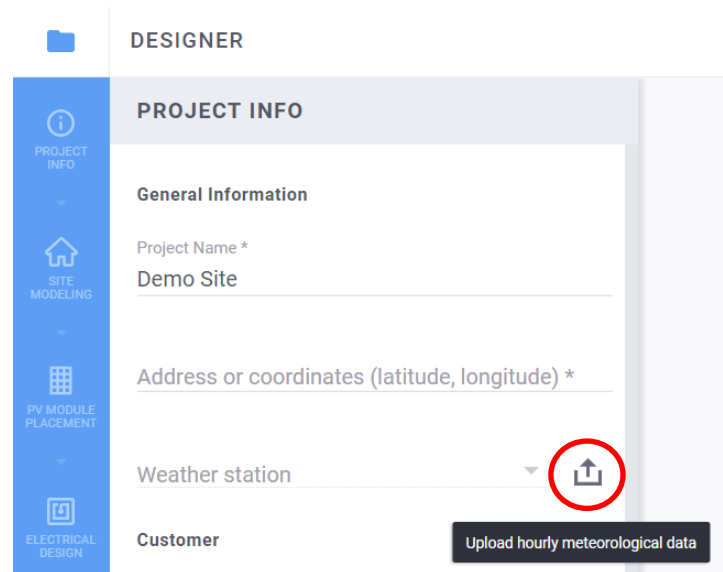 DESIGNER
PROJECT INFO
PROJECT
INFO
General Information
Project Name *
Demo Site
SITE
MODELING
Address or coordinates (latitude, longitude) *
PV MODULE
PLACEMENT
Weather station
ELECTRICAL
DESIGN
Customer
Upload hourly meteorological data